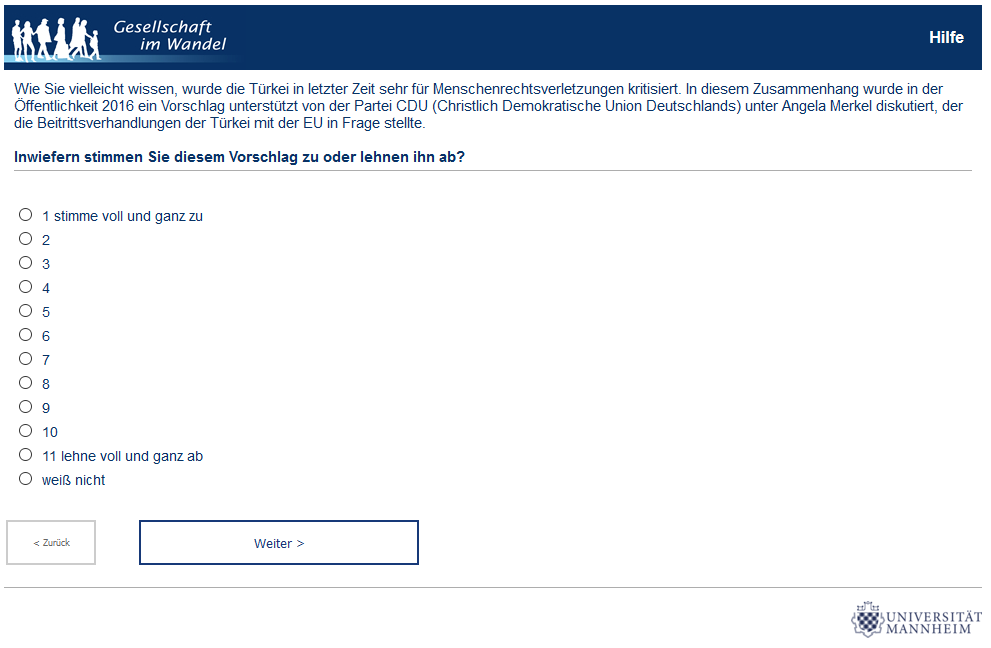 Gesellschaft
im Wandel
Hilfe
Wie Sie vielleicht wissen, wurde die Türkei in letzter Zeit sehr für Menschenrechtsverletzungen kritisiert. In diesem Zusammenhang wurde in der
Öffentlichkeit 2016 ein Vorschlag unterstützt von der Partei CDU (Christlich Demokratische Union Deutschlands) unter Angela Merkel diskutiert, der
die Beitrittsverhandlungen der Türkei mit der EU in Frage stellte.
Inwiefern stimmen Sie diesem Vorschlag zu oder lehnen ihn ab?
1 stimme voll und ganz zu
2
3
4
5
6
7
8
9
10
11 lehne voll und ganz ab
weiß nicht
< Zurück
Weiter >
UNIVERSITÄT
MANNHEIM